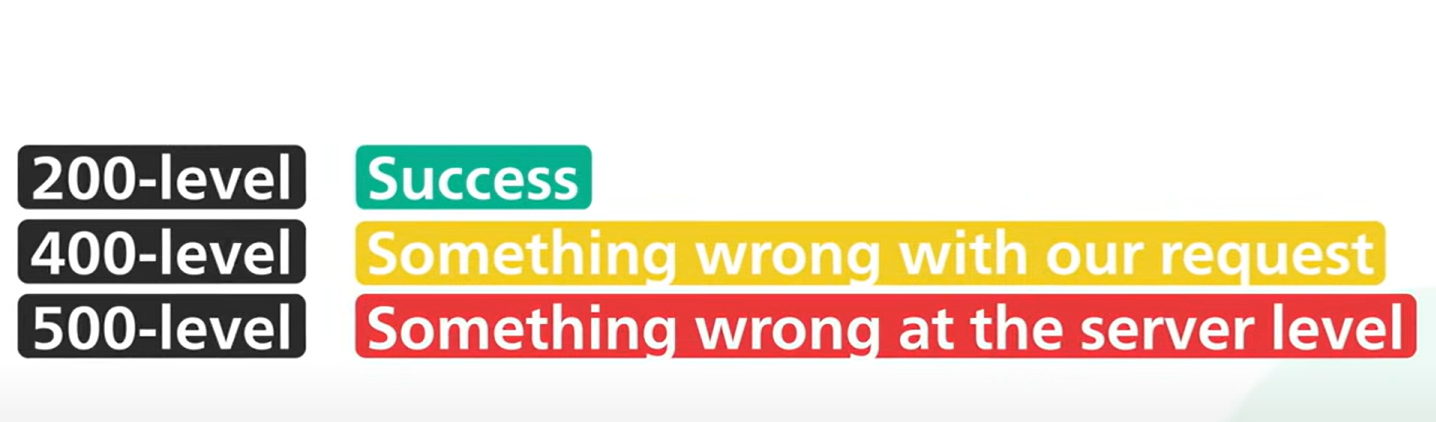 200-level Success
400-level Something wrong with our request
500-level Something wrong at the server level